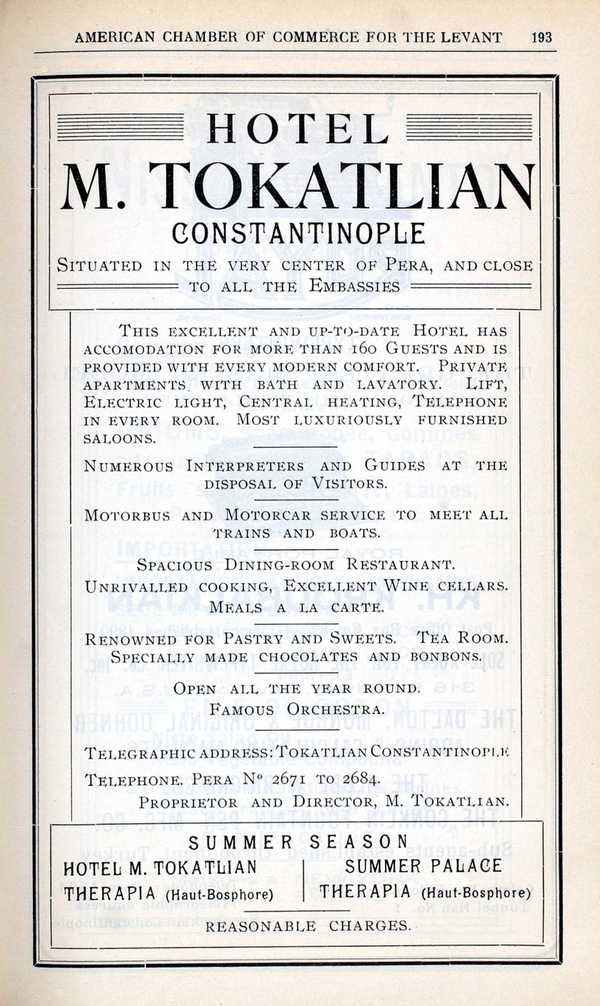 AMERICAN CHAMBER OF COMMERCE FOR THE LEVANT 193
HOTEL
M. TOKATLIAN
CONSTANTINOPLE
SITUATED IN THE VERY CENTER OF PERA, AND CLOSE
TO ALL THE EMBASSIES
THIS EXCELLENT AND UP-TO-DATE HOTEL HAS
ACCOMODATION FOR MORE THAN 160 GUESTS AND IS
PROVIDED WITH EVERY MODERN COMFORT. PRIVATE
APARTMENTS WITH BATH AND LAVATORY. LIFT,
ELECTRIC LIGHT, CENTRAL HEATING, TELEPHONE
IN EVERY ROOM. MOST LUXURIOUSLY FURNISHED
SALOONS.
NUMEROUS INTERPRETERS AND GUIDES AT THE
DISPOSAL OF VISITORS.
MOTORBUS AND MOTORCAR SERVICE TO MEET ALL
TRAINS AND BOATS.
SPACIOUS DINING-ROOM RESTAURANT.
UNRIVALLED COOKING, EXCELLENT WINE CELLARS.
MEALS A LA CARTE.
RENOWNED FOR PASTRY AND SWEETS. TEA ROOM.
SPECIALLY MADE CHOCOLATES AND BONBONS.
OPEN ALL THE YEAR ROUND.
FAMOUS ORCHESTRA.
TELEGRAPHIC ADDRESS: TOKATLIAN CONSTANTINOPLE
TELEPHONE. PERA Nº 2671 TO 2684.
PROPRIETOR AND DIRECTOR, M. TOKATLIAN.
SUMMER SEASON
HOTEL M. TOKATLIAN
THERAPIA (Haut-Bosphore)
SUMMER PALACE
THERAPIA (Haut-Bosphore)
REASONABLE CHARGES.